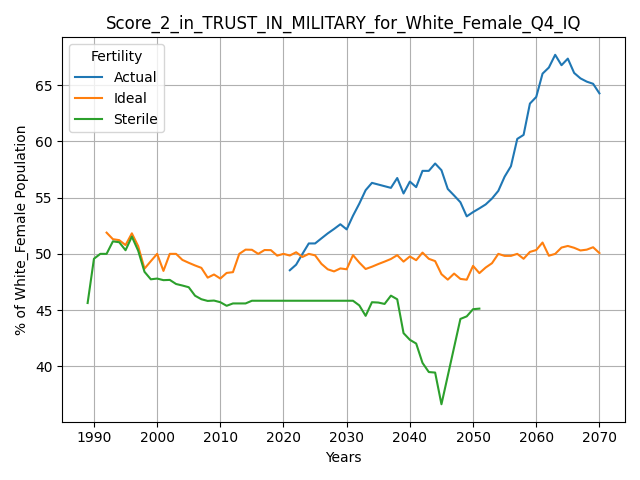 Score_2_in_TRUST_IN_MILITARY_for_White_Female_Q4_IQ
Fertility
Actual
Ideal
Sterile
% of White_Female Population
65
60
55
50
45
40
1990 2000 2010 2020 2030 2040 2050 2060 2070
Years